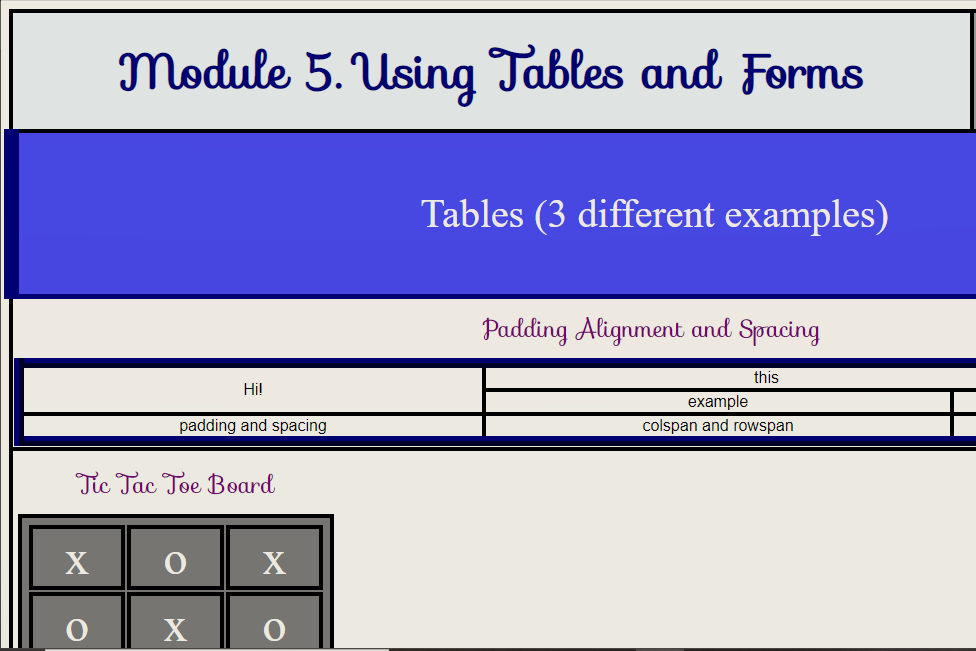 Module 5. Using Tables and Forms
Tables (3 different examples)
Padding Alignment and Spacing
Hi! this
example
padding and spacing colspan and rowspan
Tic Tac Toe Board
x o x
o x o